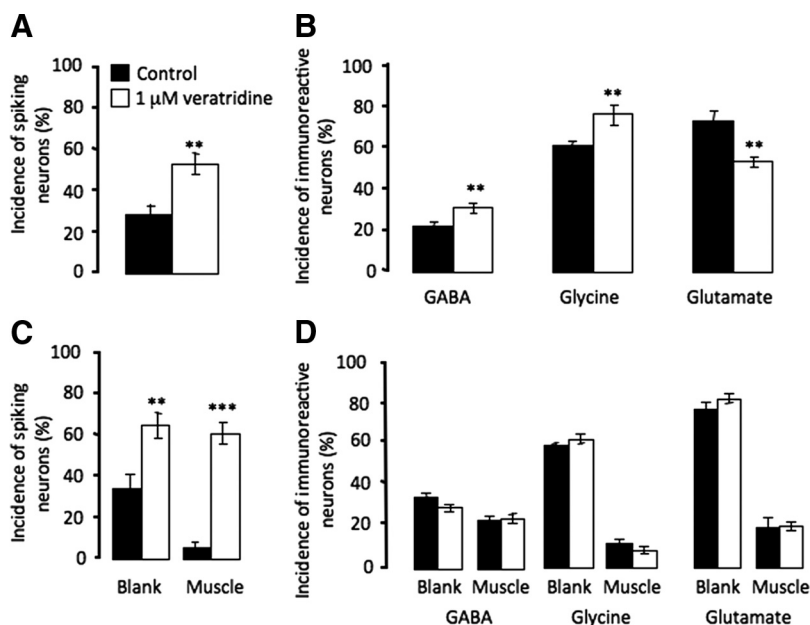 A
Incidence of spiking
neurons (%)
100
80
60
40
20
0
Control
1 µM veratridine
**
B
Incidence of immunoreactive
neurons (%)
100
80
60
40
20
0
**
**
**
GABA Glycine Glutamate
C
Incidence of spiking
neurons (%)
100
80
60
40
20
0
**
***
Blank Muscle
D
Incidence of immunoreactive
neurons (%)
100
80
60
40
20
0
Blank Muscle Blank Muscle Blank Muscle
GABA Glycine Glutamate